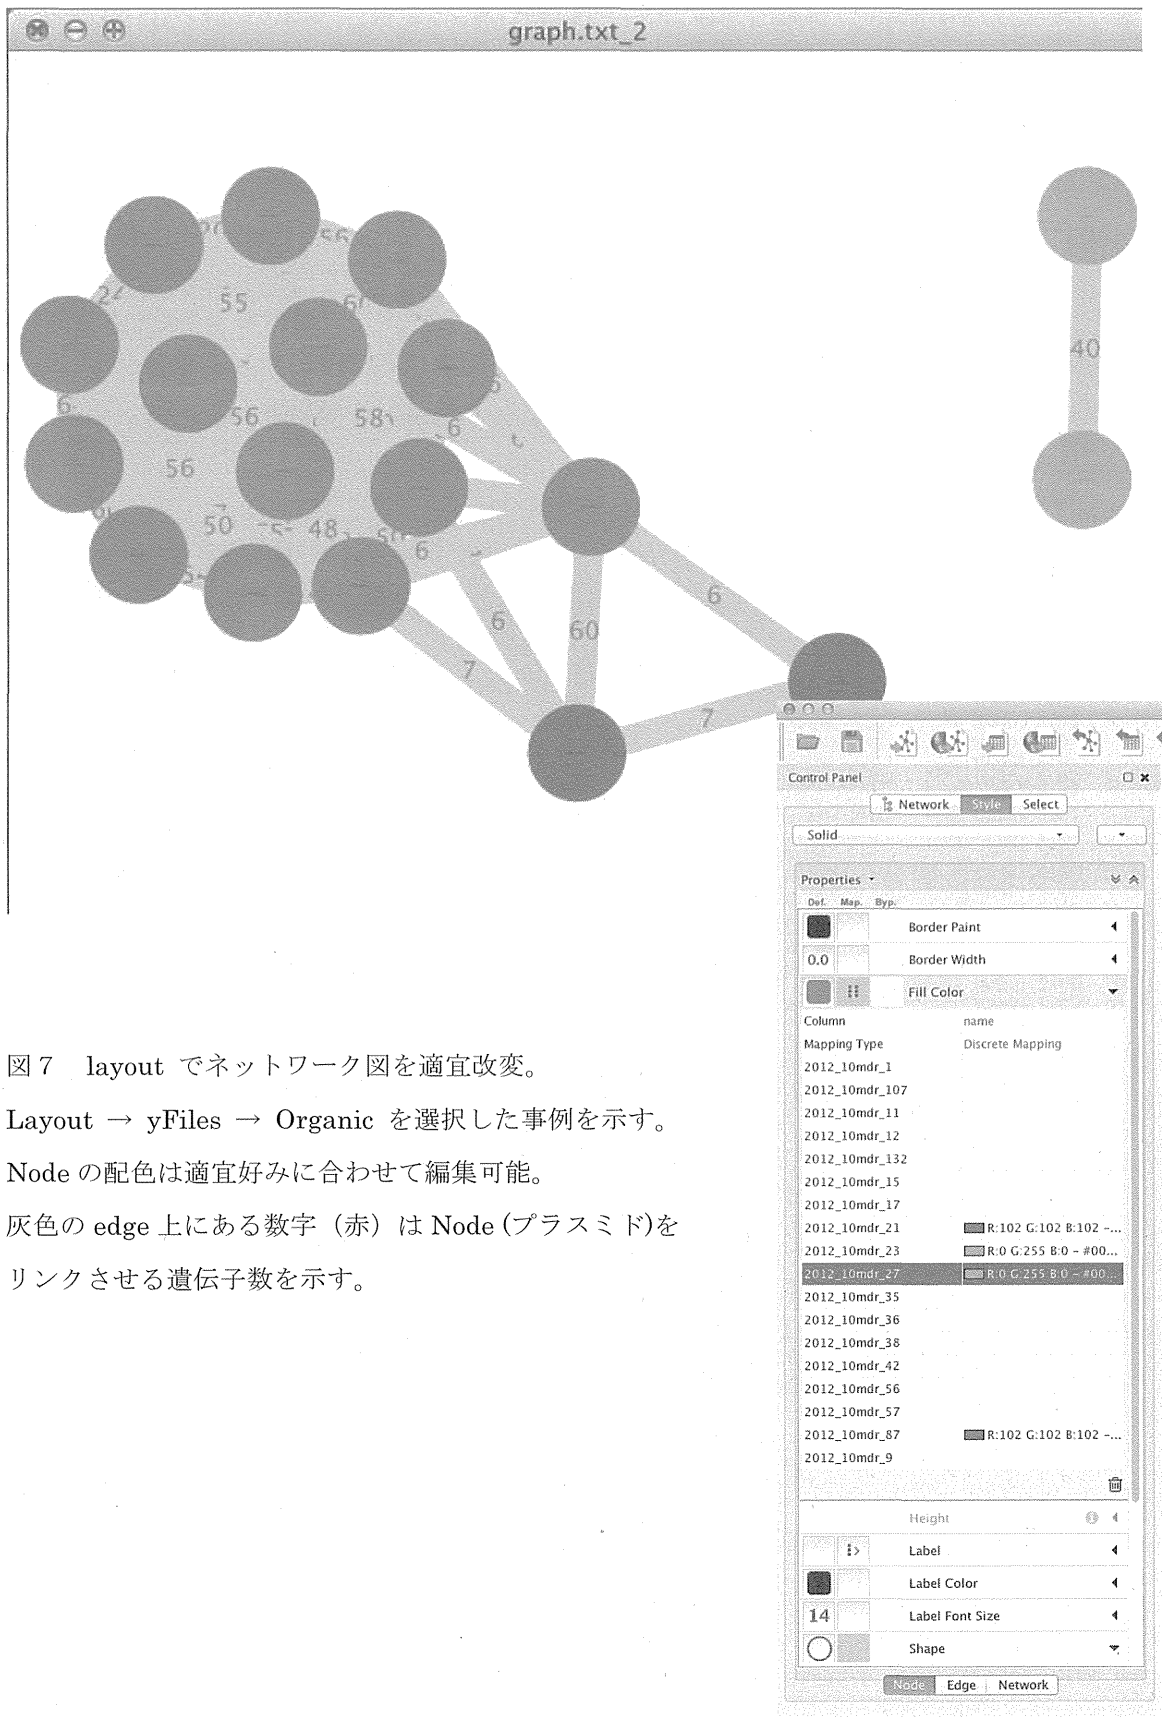 graph.txt_2
55
56
58
6
56
50
48
6
6
7
60
6
7
40
Control Panel
Network Style Select
Solid
Properties
Def. Map. Byp.
Border Paint
0.0 Border Width
Fill Color
Column name
Mapping Type Discrete Mapping
2012_10mdr_1
2012_10mdr_107
2012_10mdr_11
2012_10mdr_12
2012_10mdr_132
2012_10mdr_15
2012_10mdr_17
2012_10mdr_21 R:102 G:102 B:102 -...
2012_10mdr_23 R:0 G:255 B:0 - #00...
2012_10mdr_27 R:0 G:255 B:0 - #00...
2012_10mdr_35
2012_10mdr_36
2012_10mdr_38
2012_10mdr_42
2012_10mdr_56
2012_10mdr_57
2012_10mdr_87 R:102 G:102 B:102 -...
2012_10mdr_9
Height
Label
Label Color
14 Label Font Size
Shape
Node Edge Network
図7 layout でネットワーク図を適宜改変。
Layout → yFiles → Organic を選択した事例を示す。
Node の配色は適宜好みに合わせて編集可能。
灰色の edge 上にある数字（赤）は Node (プラスミド)を
リンクさせる遺伝子数を示す。